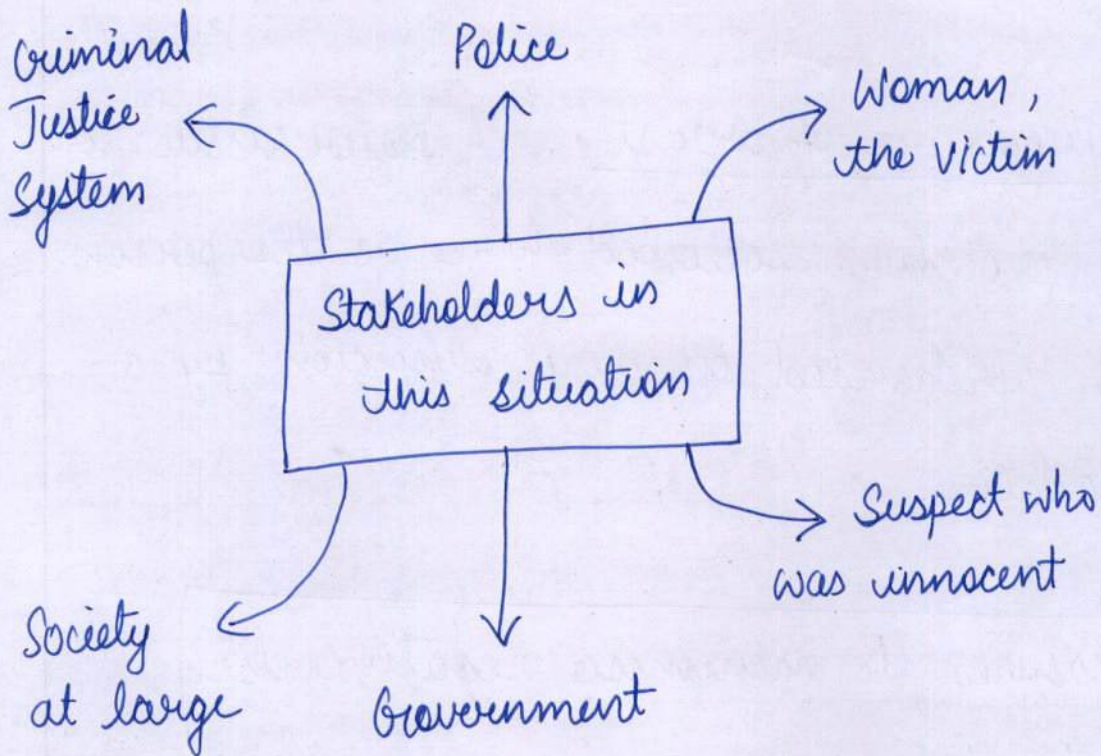 Criminal
Justice
System
Police
Woman,
the victim
Stakeholders in
this situation
Suspect who
was innocent
Society
at large
Government